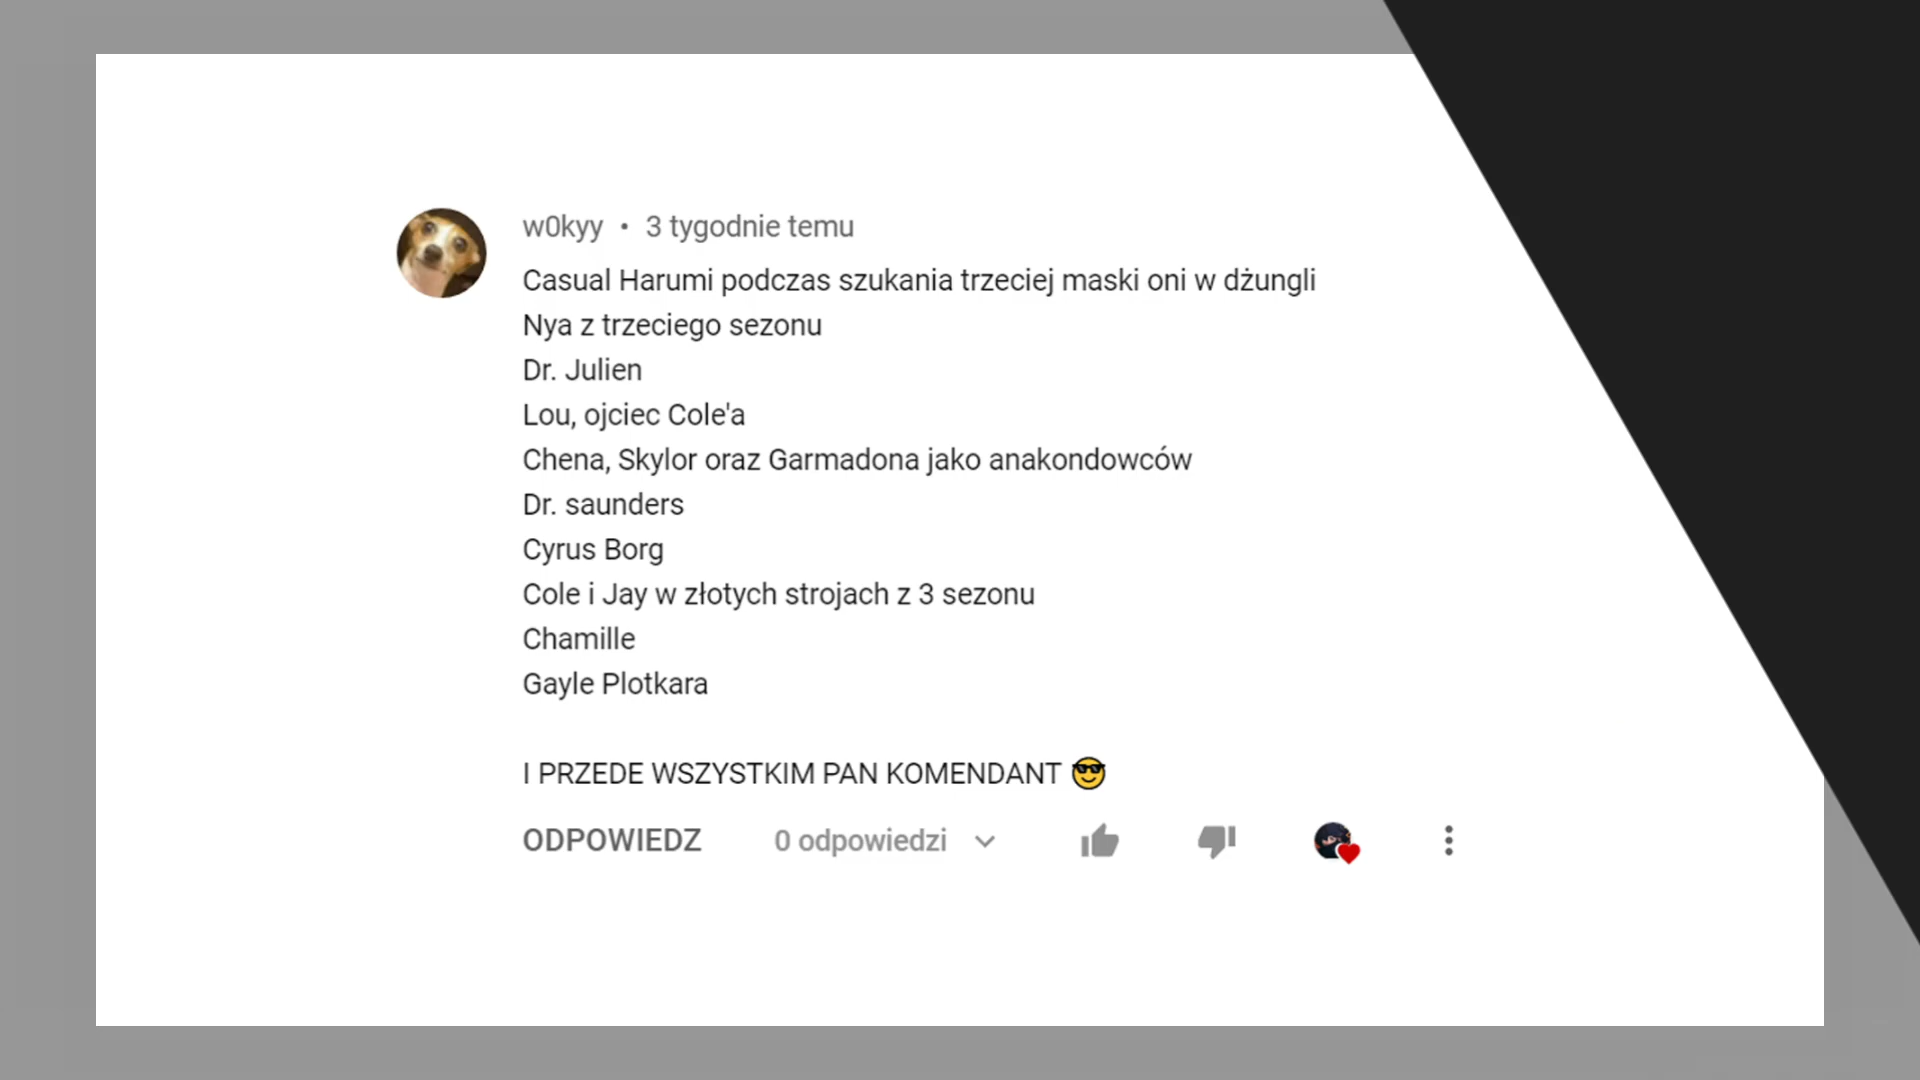 w0kyy • 3 tygodnie temu
Casual Harumi podczas szukania trzeciej maski oni w dżungli
Nya z trzeciego sezonu
Dr. Julien
Lou, ojciec Cole'a
Chena, Skylor oraz Garmadona jako anakondowców
Dr. saunders
Cyrus Borg
Cole i Jay w złotych strojach z 3 sezonu
Chamille
Gayle Plotkara
I PRZEDE WSZYSTKIM PAN KOMENDANT 😎
ODPOWIEDZ 0 odpowiedzi